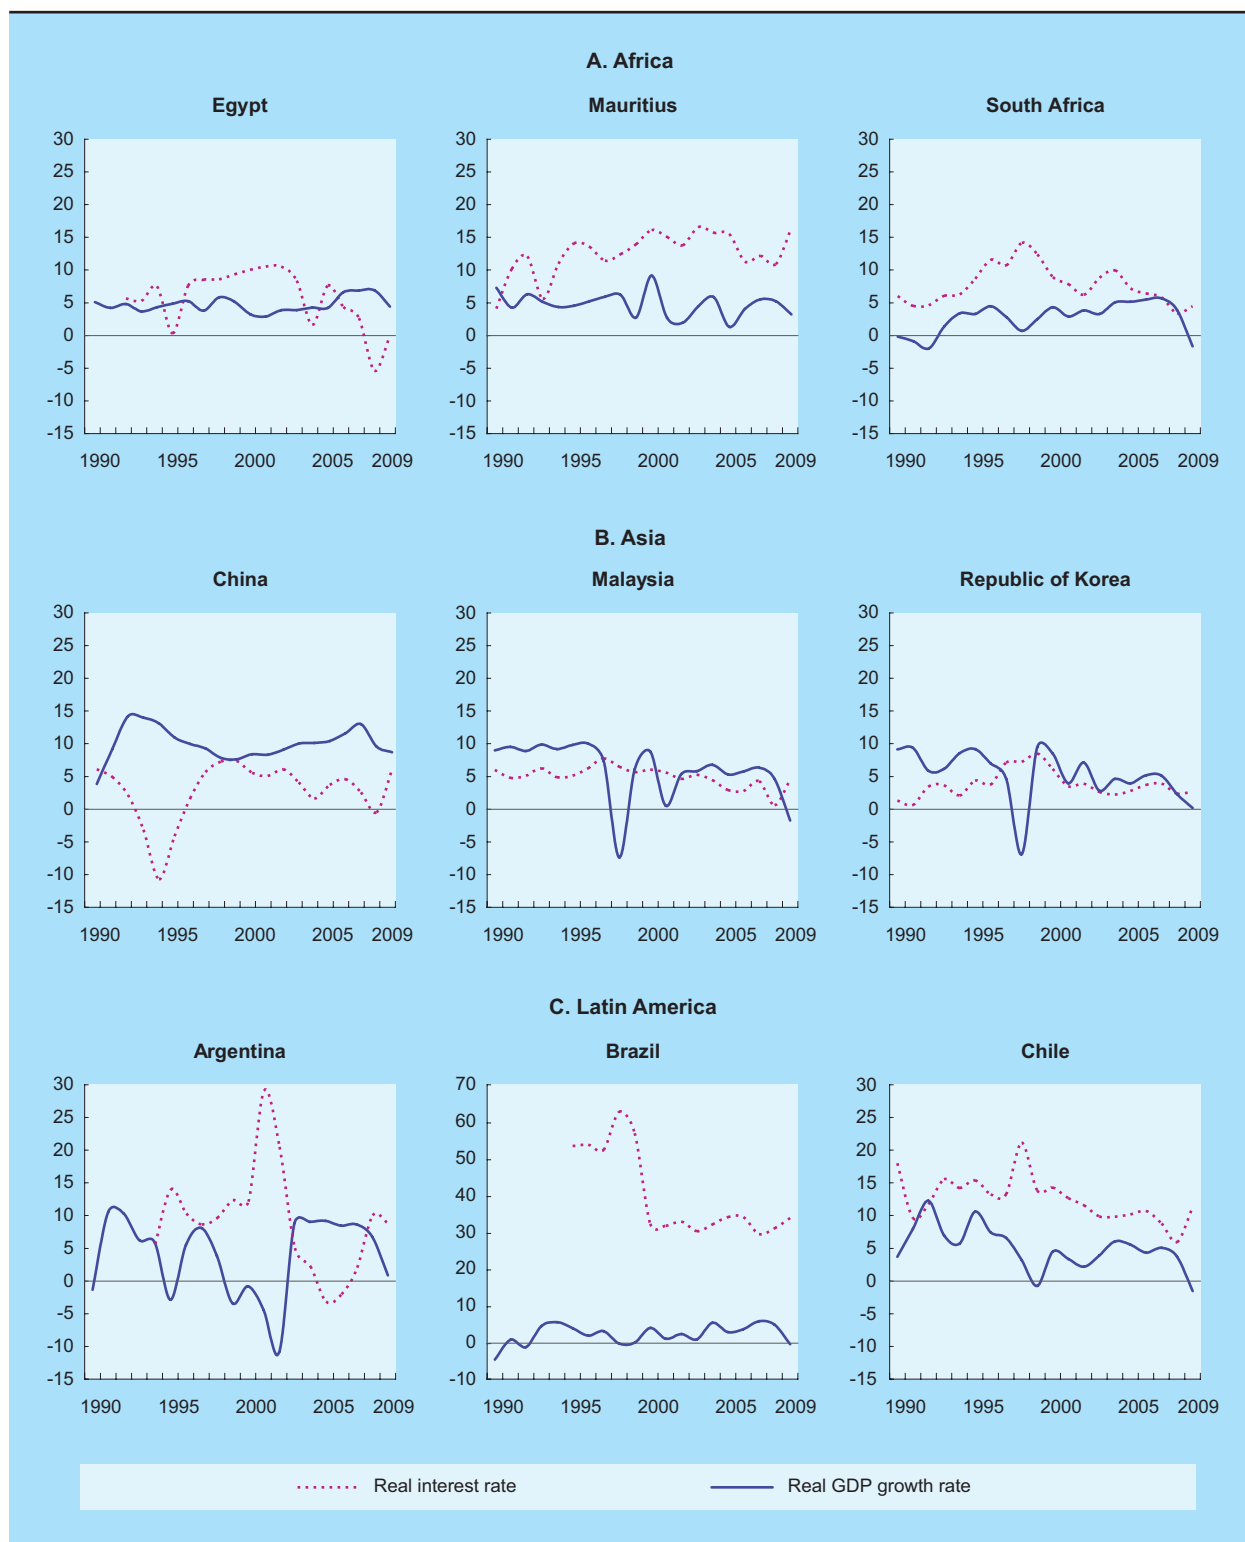 A. Africa
Egypt Mauritius South Africa
30 30 30
25 25 25
20 20 20
15 15 15
10 10 10
5 5 5
0 0 0
-5 -5 -5
-10 -10 -10
-15 -15 -15
1990 1995 2000 2005 2009 1990 1995 2000 2005 2009 1990 1995 2000 2005 2009
B. Asia
China Malaysia Republic of Korea
30 30 30
25 25 25
20 20 20
15 15 15
10 10 10
5 5 5
0 0 0
-5 -5 -5
-10 -10 -10
-15 -15 -15
1990 1995 2000 2005 2009 1990 1995 2000 2005 2009 1990 1995 2000 2005 2009
C. Latin America
Argentina Brazil Chile
30 70 30
25 60 25
20 50 20
15 40 15
10 30 10
5 20 5
0 10 0
-5 0 -5
-10 -10 -10
-15 -15
1990 1995 2000 2005 2009 1990 1995 2000 2005 2009 1990 1995 2000 2005 2009
Real interest rate Real GDP growth rate